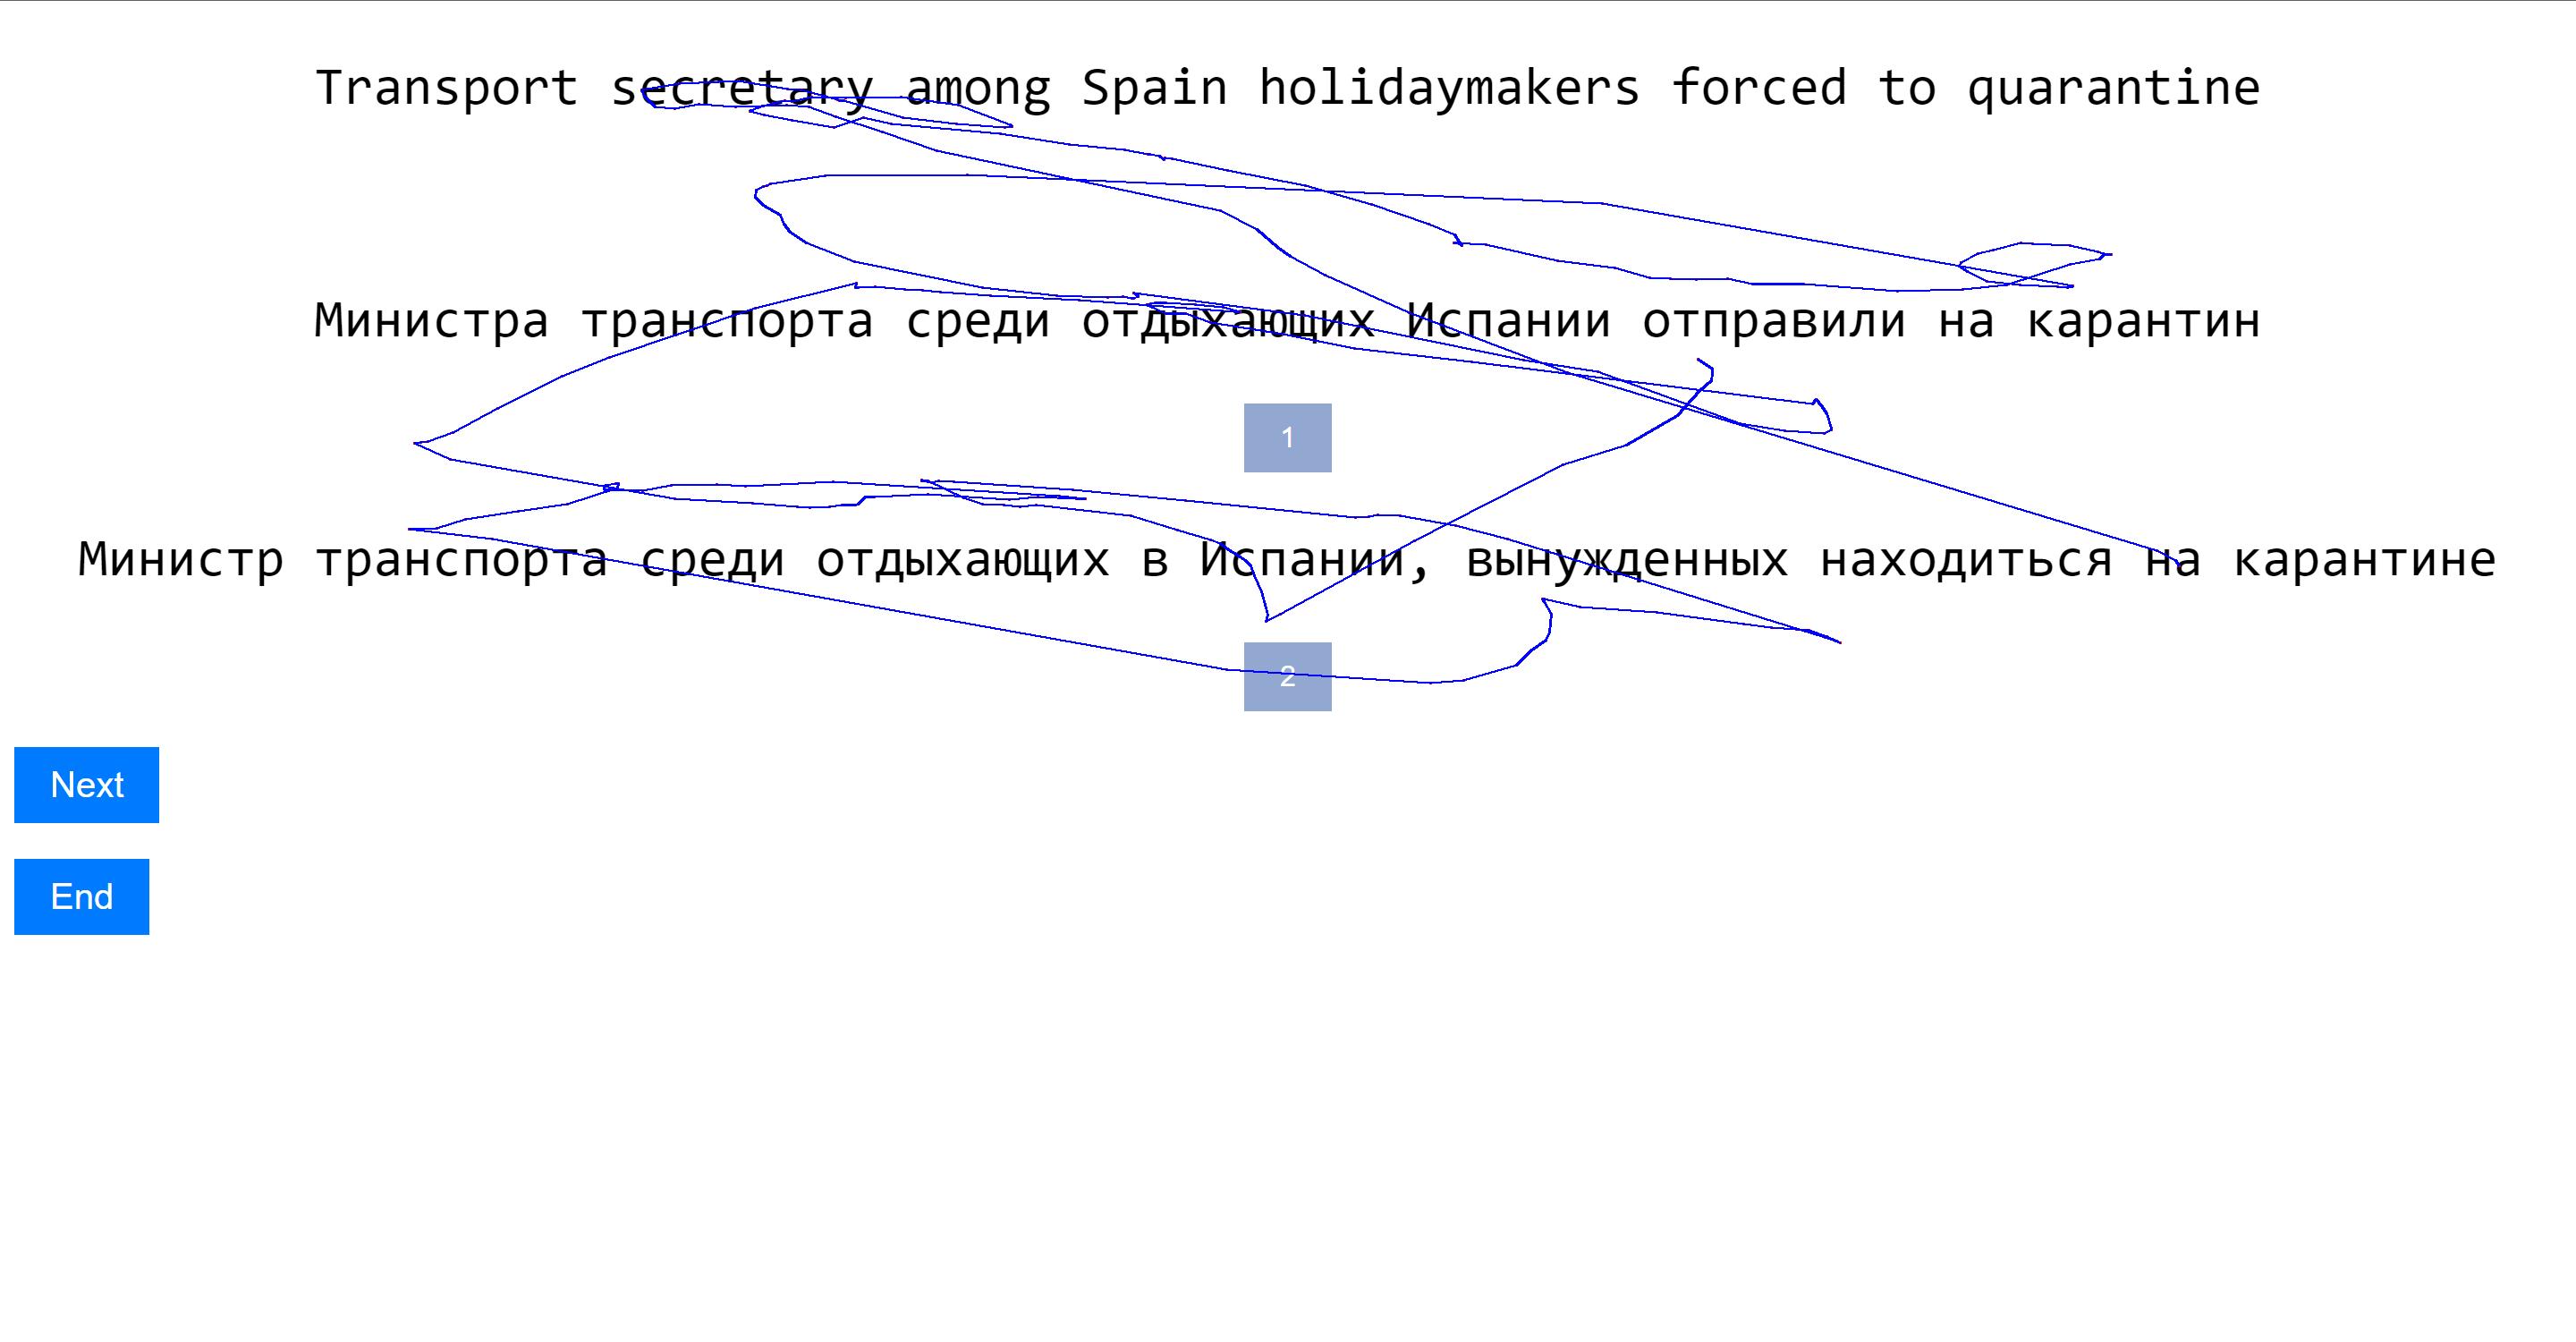 Transport secretary among Spain holidaymakers forced to quarantine
Министра транспорта среди отдыхающих Испании отправили на карантин
1
Министр транспорта среди отдыхающих в Испании, вынужденных находиться на карантине
2
Next
End